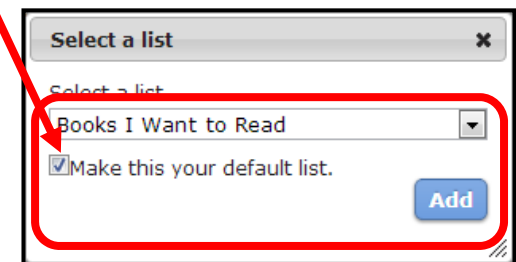 Select a list
Select a list
Books I Want to Read
Make this your default list.
Add